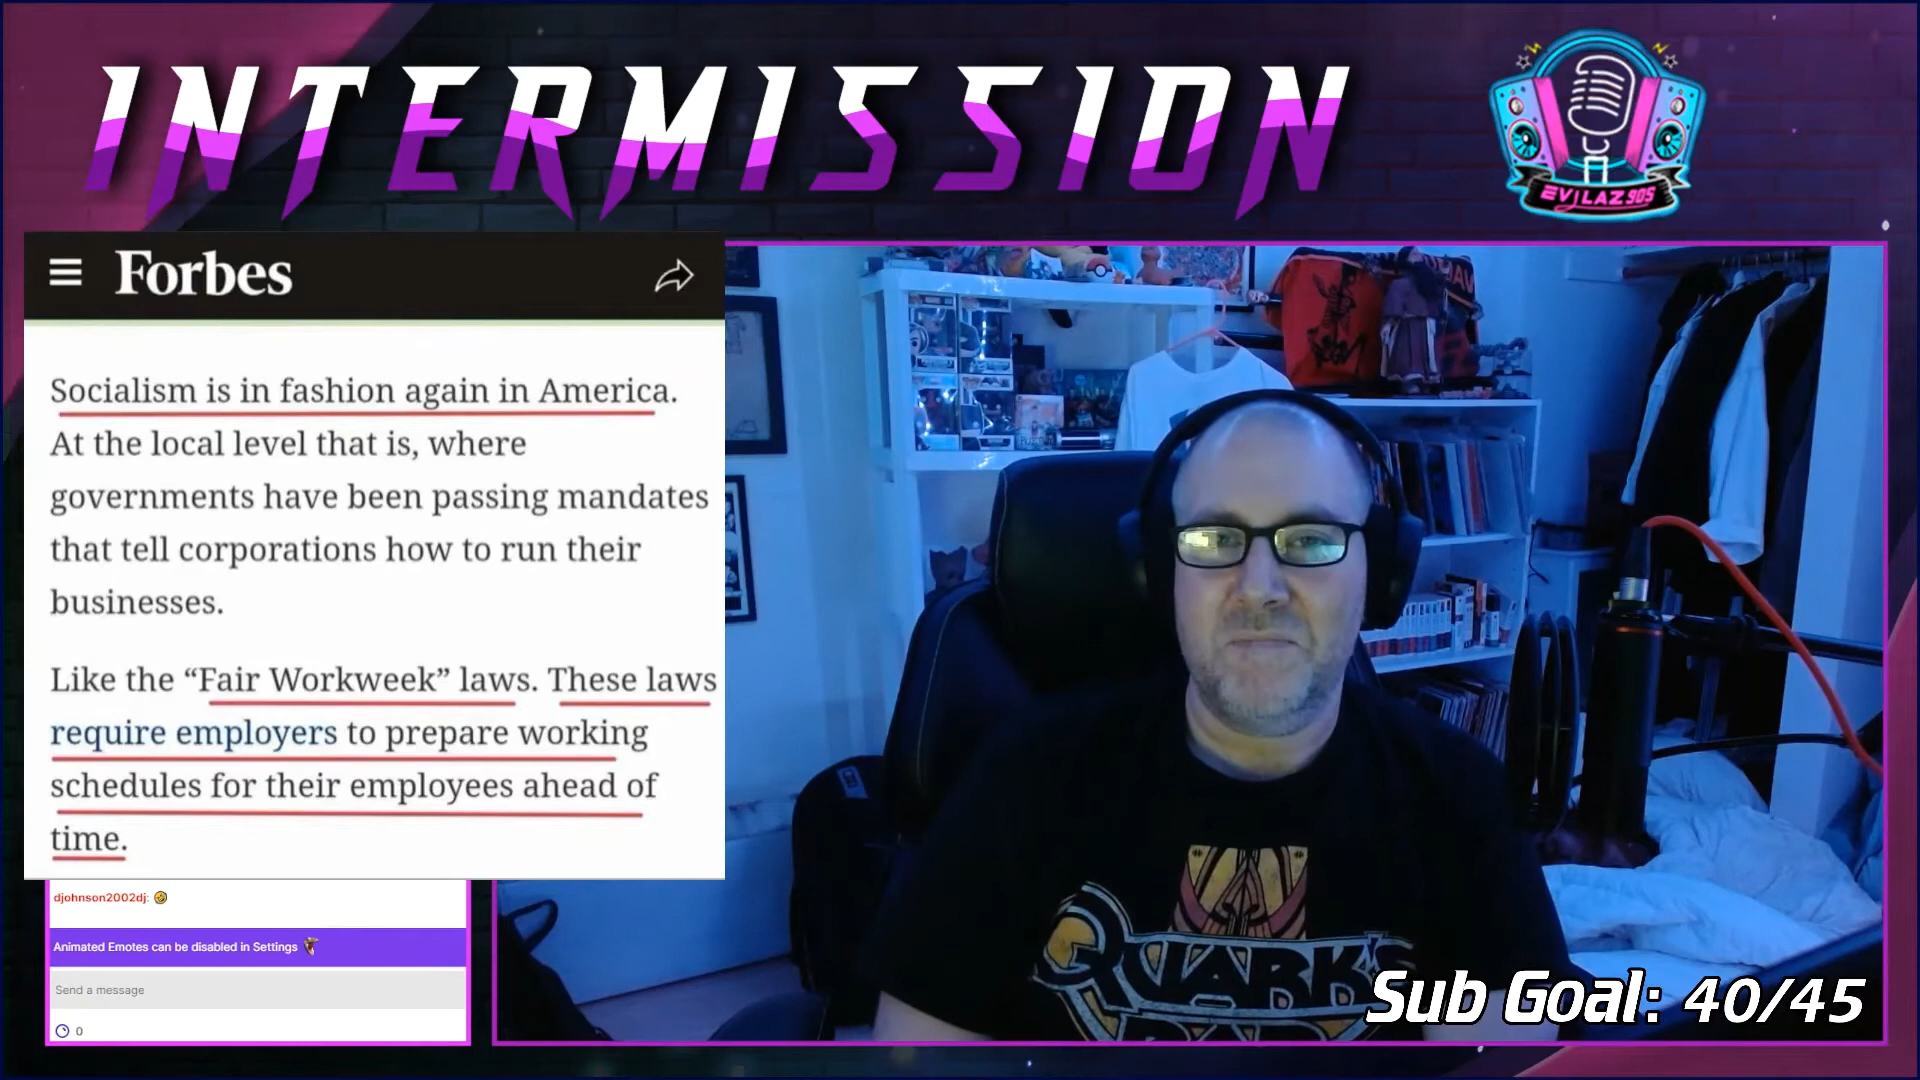 INTERMISSION
EVILAZ90S
Forbes
Socialism is in fashion again in America.
At the local level that is, where
governments have been passing mandates
that tell corporations how to run their
businesses.
Like the “Fair Workweek” laws. These laws
require employers to prepare working
schedules for their employees ahead of
time.
djohnson2002dj:
Animated Emotes can be disabled in Settings
Send a message
0
QUARK'S
BAR
Sub Goal: 40/45